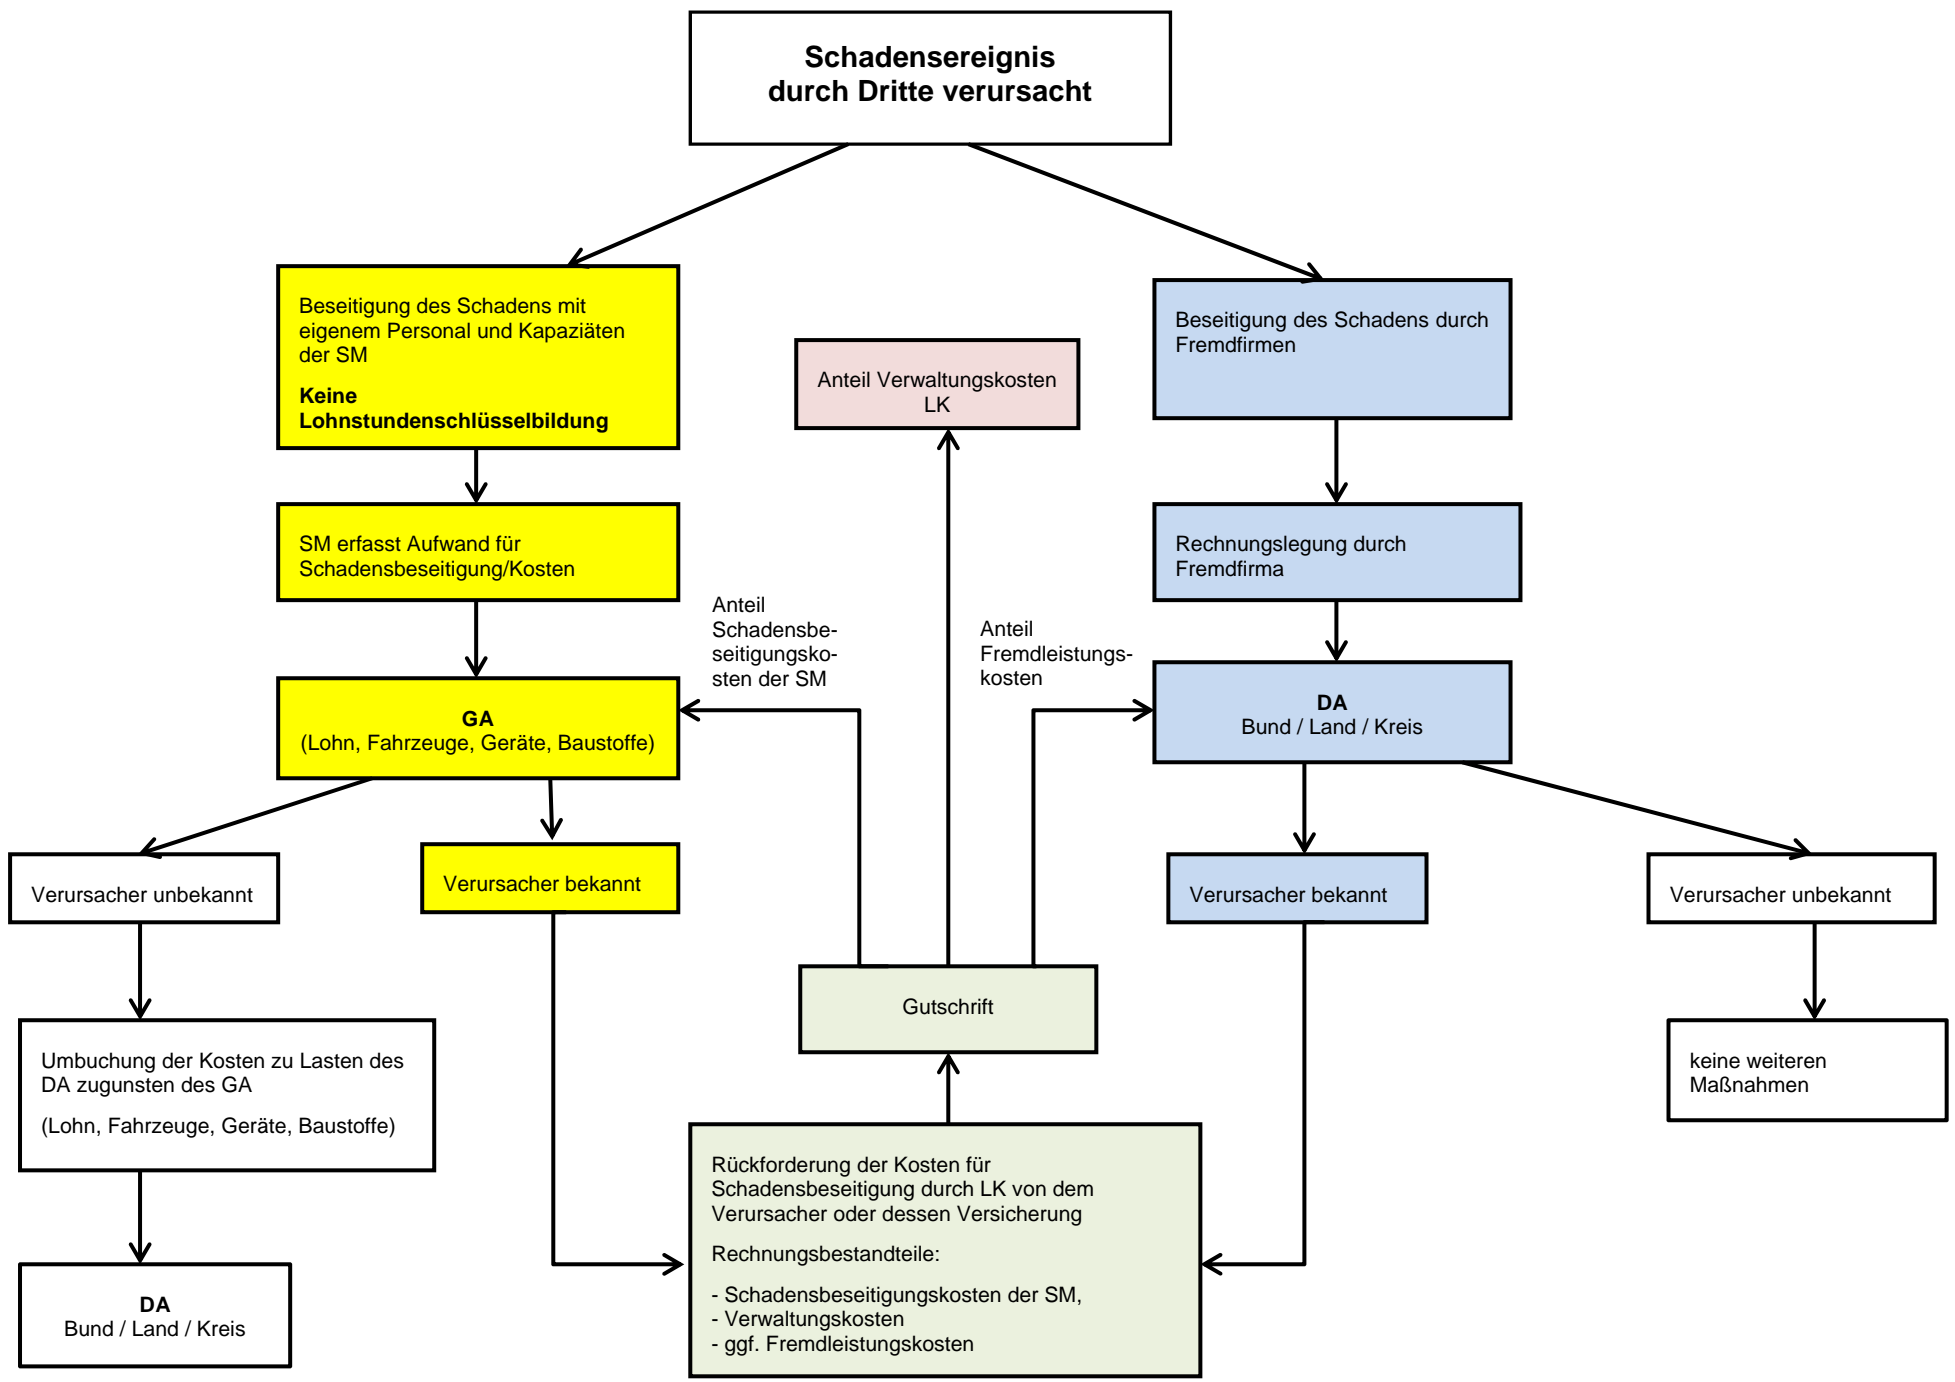 Schadensereignis
durch Dritte verursacht
Beseitigung des Schadens mit
eigenem Personal und Kapaziäten
der SM
Keine
Lohnstundenschlüsselbildung
Beseitigung des Schadens durch
Fremdfirmen
Anteil Verwaltungskosten
LK
SM erfasst Aufwand für
Schadensbeseitigung/Kosten
Rechnungslegung durch
Fremdfirma
Anteil
Schadensbe-
seitigungsko-
sten der SM
Anteil
Fremdleistungs-
kosten
GA
(Lohn, Fahrzeuge, Geräte, Baustoffe)
DA
Bund / Land / Kreis
Verursacher unbekannt
Verursacher bekannt
Verursacher bekannt
Verursacher unbekannt
Gutschrift
Umbuchung der Kosten zu Lasten des
DA zugunsten des GA
(Lohn, Fahrzeuge, Geräte, Baustoffe)
keine weiteren
Maßnahmen
Rückforderung der Kosten für
Schadensbeseitigung durch LK von dem
Verursacher oder dessen Versicherung
Rechnungsbestandteile:
- Schadensbeseitigungskosten der SM,
- Verwaltungskosten
- ggf. Fremdleistungskosten
DA
Bund / Land / Kreis